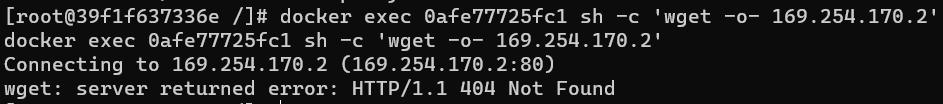 [root@39f1f637336e /]# docker exec 0afe77725fc1 sh -c 'wget -o- 169.254.170.2'
docker exec 0afe77725fc1 sh -c 'wget -o- 169.254.170.2'
Connecting to 169.254.170.2 (169.254.170.2:80)
wget: server returned error: HTTP/1.1 404 Not Found